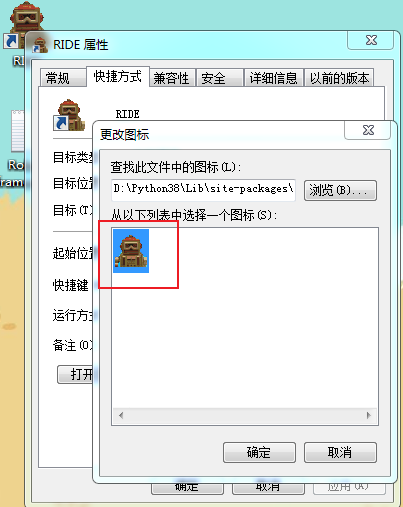 RIDE 属性
常规 快捷方式 兼容性 安全 详细信息 以前的版本
RIDE
更改图标
目标类
查找此文件中的图标(L):
目标位
D:\Python38\Lib\site-packages\ 浏览(B)...
目标(T)
从以下列表中选择一个图标(S):
起始位置
快捷键
运行方
备注(O)
打开
确定 取消
确定 取消 应用(A)